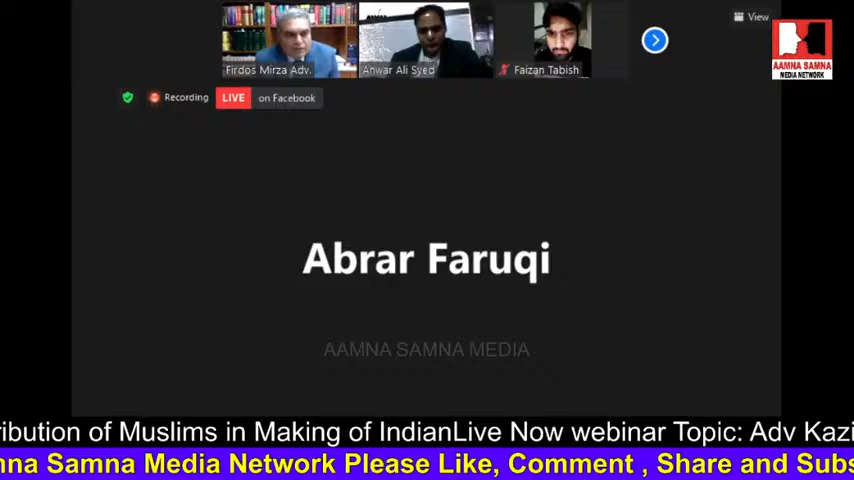 Firdos Mirza Adv.
Anwar Ali Syed
Faizan Tabish
View
AAMNA SAMNA
MEDIA NETWORK
Recording
LIVE on Facebook
Abrar Faruqi
AAMNA SAMNA MEDIA
ribution of Muslims in Making of IndianLive Now webinar Topic: Adv Kazi
nna Samna Media Network Please Like, Comment , Share and Subs